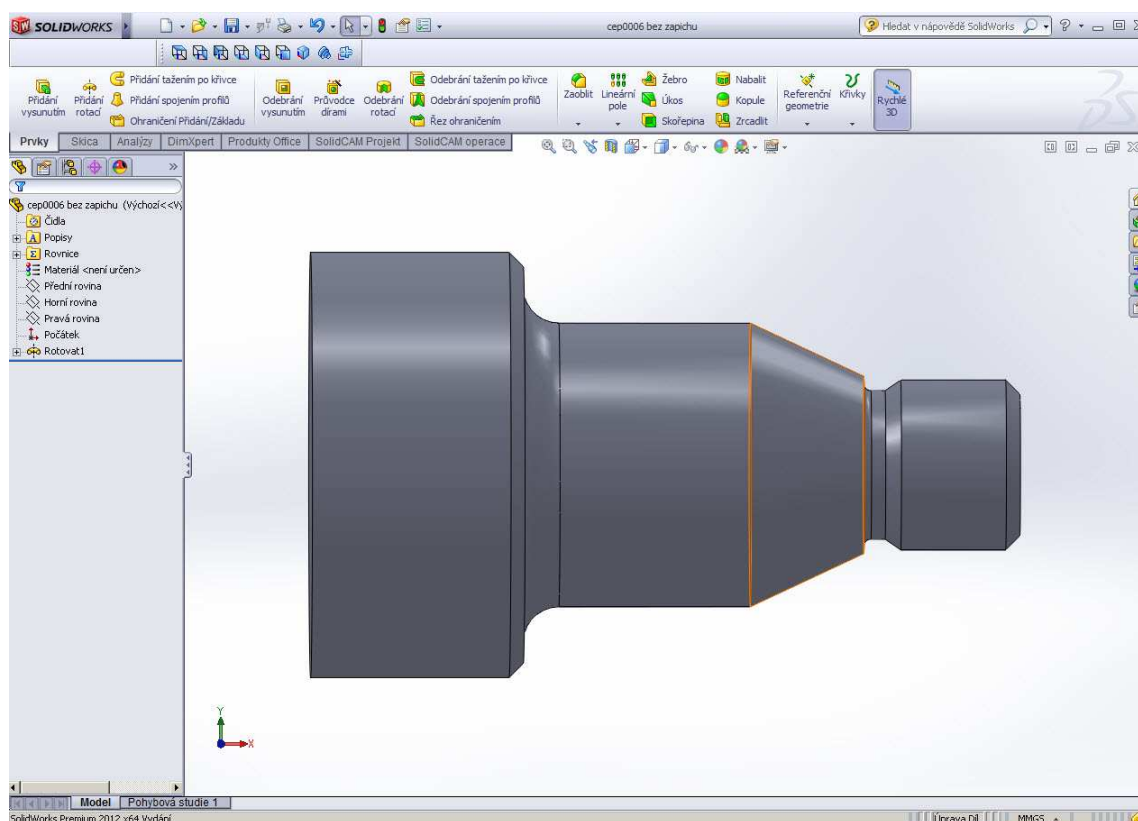 SOLIDWORKS
cep0006 bez zapichu
Hledat v nápovědě SolidWorks
Přidání vysunutím
Přidání rotací
Přidání tažením po křivce
Přidání spojením profilů
Ohraničení Přidání/Základu
Odebrání vysunutím
Průvodce dírami
Odebrání rotací
Odebrání tažením po křivce
Odebrání spojením profilů
Řez ohraničením
Zaoblit
Lineární pole
Žebro
Úkos
Skořepina
Nabalit
Kopule
Zrcadlit
Referenční geometrie
Křivky
Rychlé 3D
Prvky
Skica
Analýzy
DimXpert
Produkty Office
SolidCAM Projekt
SolidCAM operace
cep0006 bez zapichu (Výchozí<<Vý
Čidla
Popisy
Rovnice
Materiál <není určen>
Přední rovina
Horní rovina
Pravá rovina
Počátek
Rotovat1
Y
X
Model
Pohybová studie 1
SolidWorks Premium 2012 x64 Vydání
Úprava Díl
MMGS